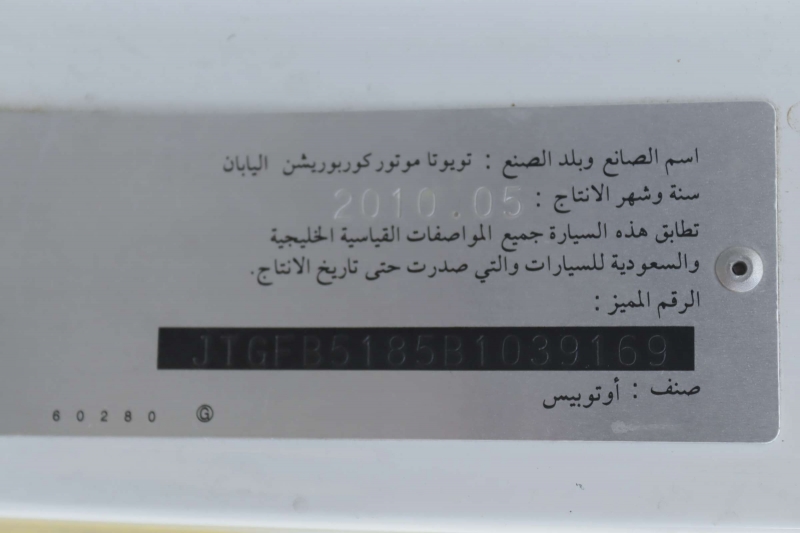 اسم الصانع وبلد الصنع : تويوتا موتور كوربوريشن اليابان
سنة وشهر الانتاج : 2010.05
تطابق هذه السيارة جميع المواصفات القياسية الخليجية
والسعودية للسيارات والتي صدرت حتى تاريخ الانتاج.
الرقم المميز :
JTGFB5185B1039169
صنف : أوتوبيس
60280 G